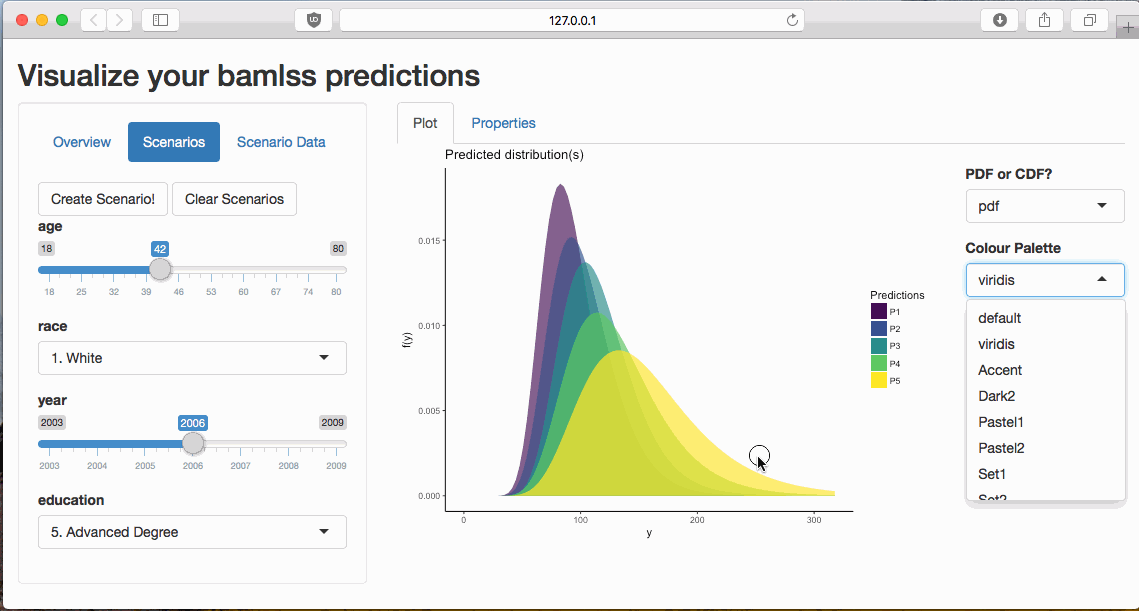 127.0.0.1
Visualize your bamlss predictions
Overview
Scenarios
Scenario Data
Create Scenario!
Clear Scenarios
age
18
42
80
18 25 32 39 46 53 60 67 74 80
race
1. White
year
2003
2006
2009
2003 2004 2005 2006 2007 2008 2009
education
5. Advanced Degree
Plot
Properties
Predicted distribution(s)
0.015
0.010
0.005
0.000
f(y)
0 100 200 300
y
Predictions
P1
P2
P3
P4
P5
PDF or CDF?
pdf
Colour Palette
viridis
default
viridis
Accent
Dark2
Pastel1
Pastel2
Set1
Set2